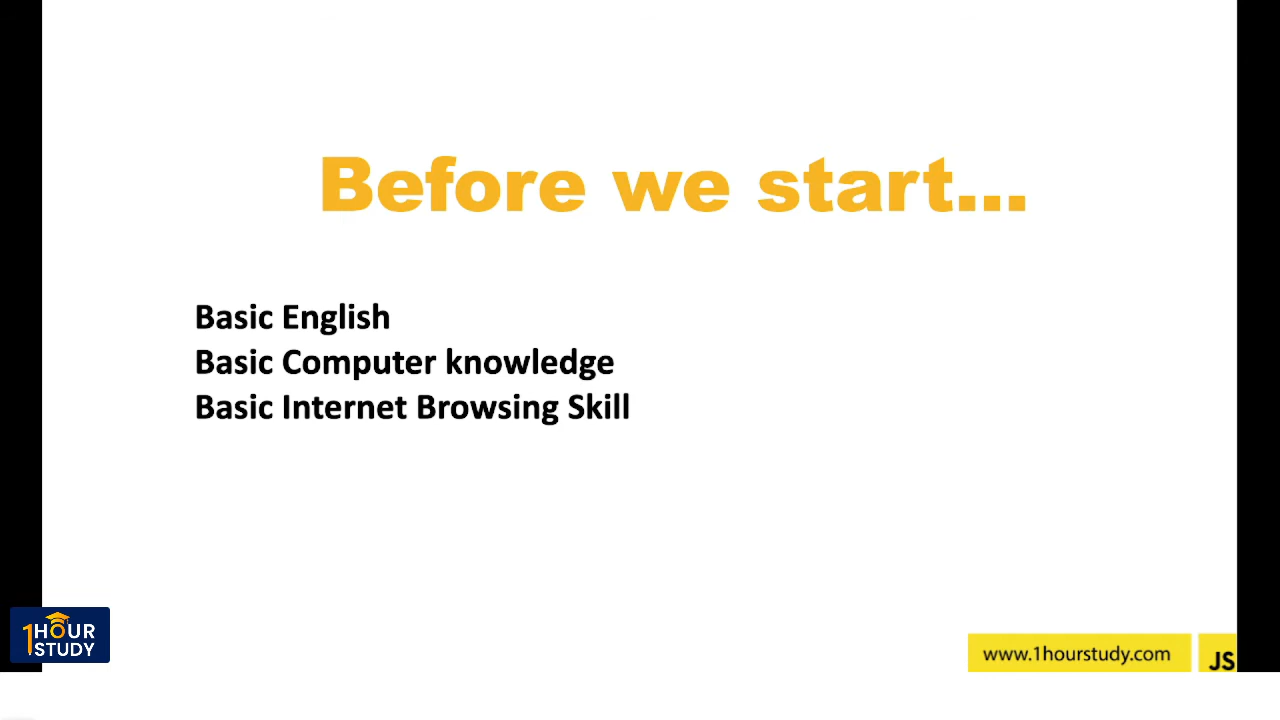 Before we start...
Basic English
Basic Computer knowledge
Basic Internet Browsing Skill
1HOUR
STUDY
www.1hourstudy.com
JS